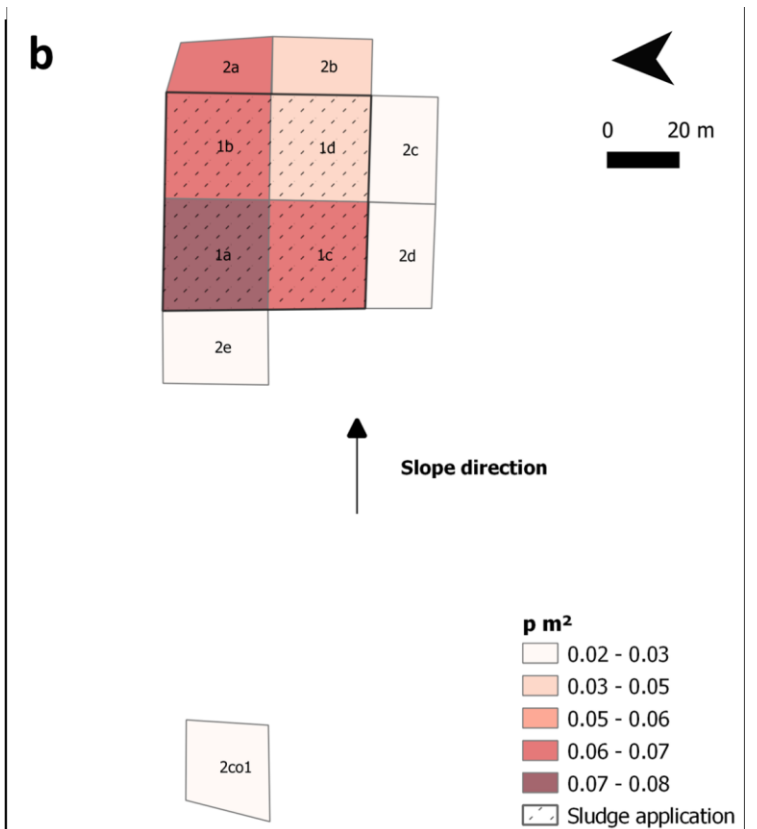 b
2a
2b
0 20 m
1b
1d
2c
1a
1c
2d
2e
Slope direction
p m²
0.02 - 0.03
0.03 - 0.05
0.05 - 0.06
0.06 - 0.07
0.07 - 0.08
Sludge application
2co1